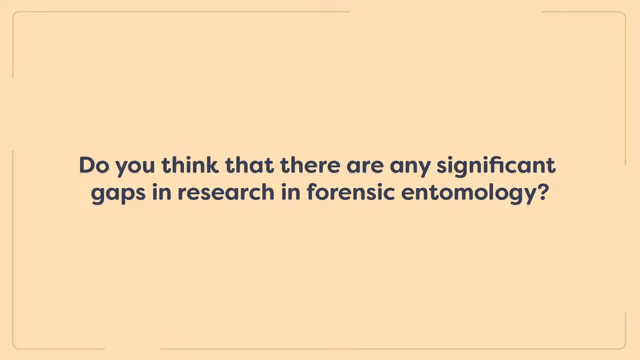 Do you think that there are any significant
gaps in research in forensic entomology?